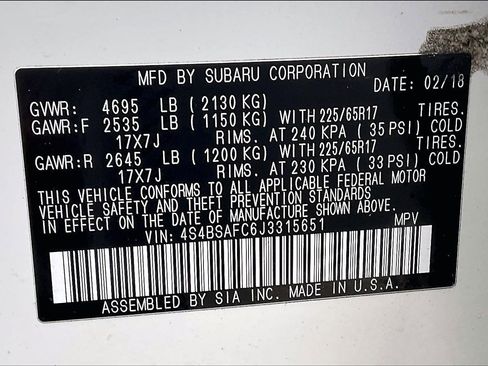 MFD BY SUBARU CORPORATION
DATE: 02/18
GVWR: 4695 LB (2130 KG)
GAWR:F 2535 LB (1150 KG) WITH 225/65R17 TIRES.
17X7J RIMS. AT 240 KPA (35 PSI) COLD
GAWR:R 2645 LB (1200 KG) WITH 225/65R17 TIRES.
17X7J RIMS. AT 230 KPA (33 PSI) COLD
THIS VEHICLE CONFORMS TO ALL APPLICABLE FEDERAL MOTOR
VEHICLE SAFETY AND THEFT PREVENTION STANDARDS
IN EFFECT ON THE DATE OF MANUFACTURE SHOWN ABOVE.
VIN: 4S4BSAFC6J3315651 MPV
ASSEMBLED BY SIA INC. MADE IN U.S.A.